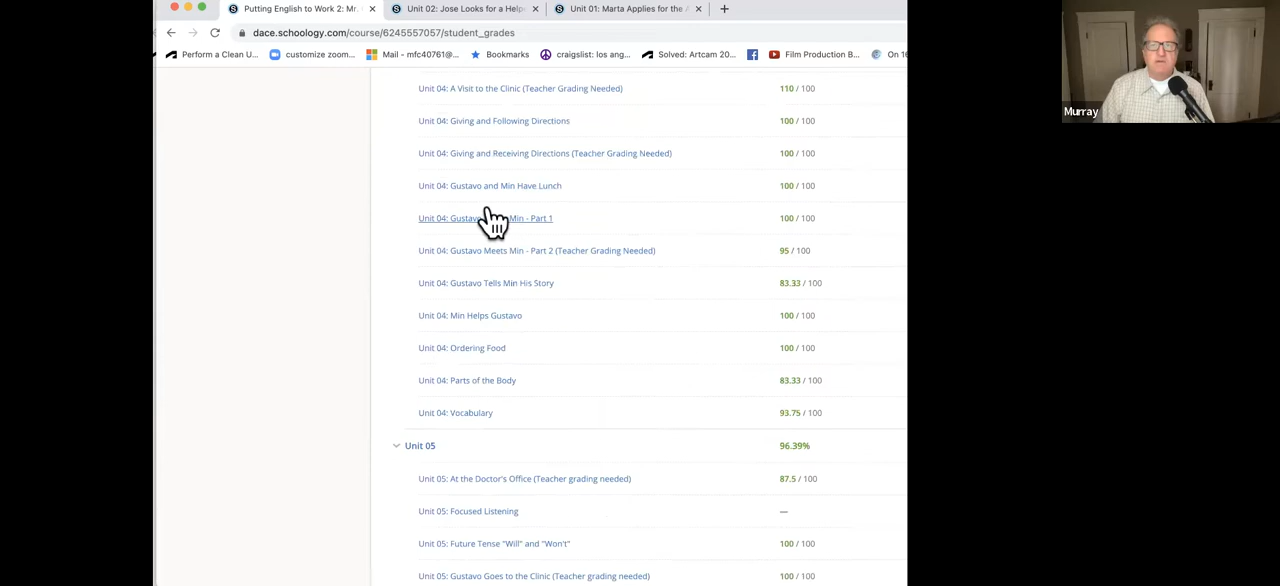 Putting English to Work 2: Mr.
Unit 02: Jose Looks for a Help
Unit 01: Marta Applies for the A
dace.schoology.com/course/6245557057/student_grades
Perform a Clean U...
customize zoom...
Mail - mfc40761@...
Bookmarks
craigslist: los ang...
Solved: Artcam 20...
Film Production B...
On 16
Murray
Unit 04: A Visit to the Clinic (Teacher Grading Needed) 110 / 100
Unit 04: Giving and Following Directions 100 / 100
Unit 04: Giving and Receiving Directions (Teacher Grading Needed) 100 / 100
Unit 04: Gustavo and Min Have Lunch 100 / 100
Unit 04: Gustavo Min - Part 1 100 / 100
Unit 04: Gustavo Meets Min - Part 2 (Teacher Grading Needed) 95 / 100
Unit 04: Gustavo Tells Min His Story 83.33 / 100
Unit 04: Min Helps Gustavo 100 / 100
Unit 04: Ordering Food 100 / 100
Unit 04: Parts of the Body 83.33 / 100
Unit 04: Vocabulary 93.75 / 100
Unit 05 96.39%
Unit 05: At the Doctor's Office (Teacher grading needed) 87.5 / 100
Unit 05: Focused Listening —
Unit 05: Future Tense "Will" and "Won't" 100 / 100
Unit 05: Gustavo Goes to the Clinic (Teacher grading needed) 100 / 100